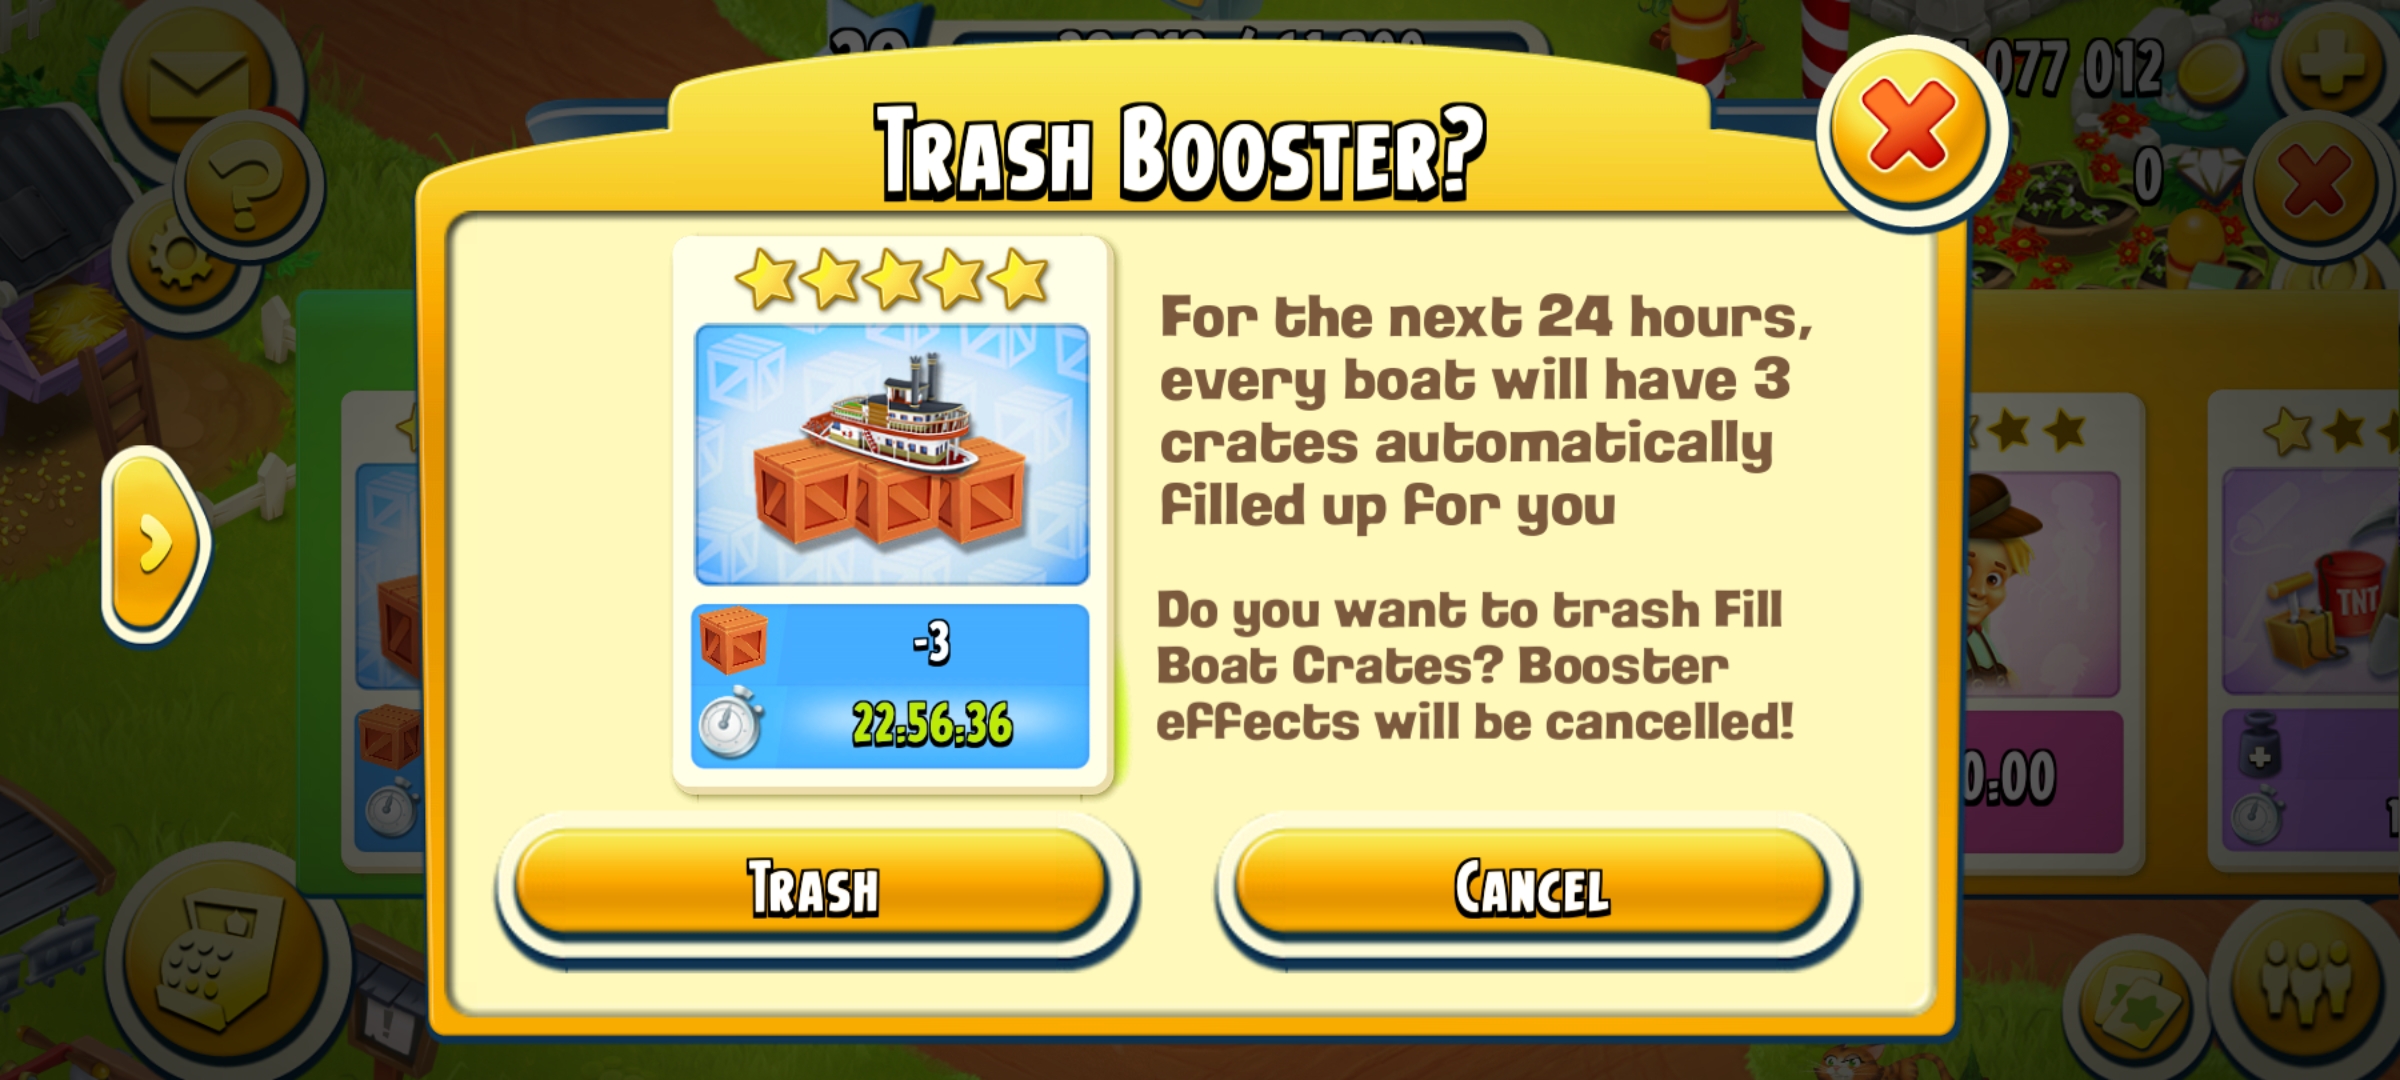 TRASH BOOSTER?
077 012
0
For the next 24 hours,
every boat will have 3
crates automatically
filled up for you
-3
22:56:36
Do you want to trash Fill
Boat Crates? Booster
effects will be cancelled!
TNT
0:00
TRASH
CANCEL